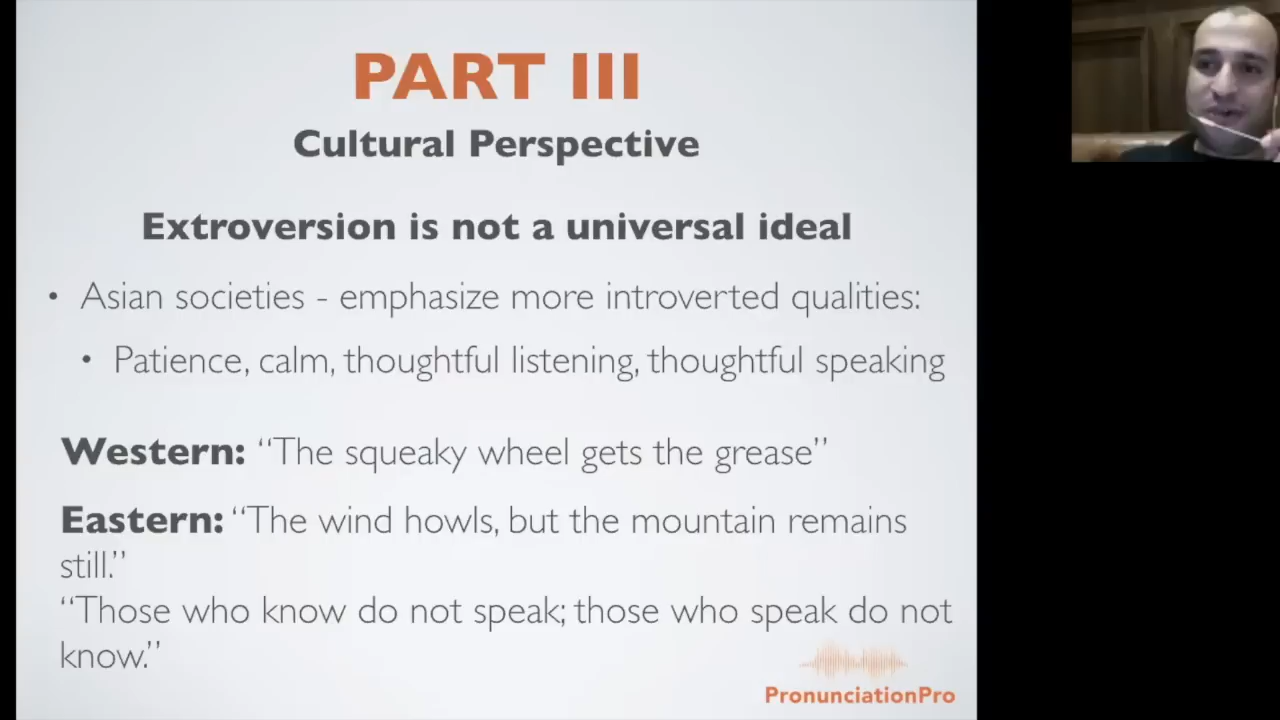 PART III
Cultural Perspective
Extroversion is not a universal ideal
• Asian societies - emphasize more introverted qualities:
• Patience, calm, thoughtful listening, thoughtful speaking
Western: “The squeaky wheel gets the grease”
Eastern: “The wind howls, but the mountain remains
still.”
“Those who know do not speak; those who speak do not
know.”
PronunciationPro